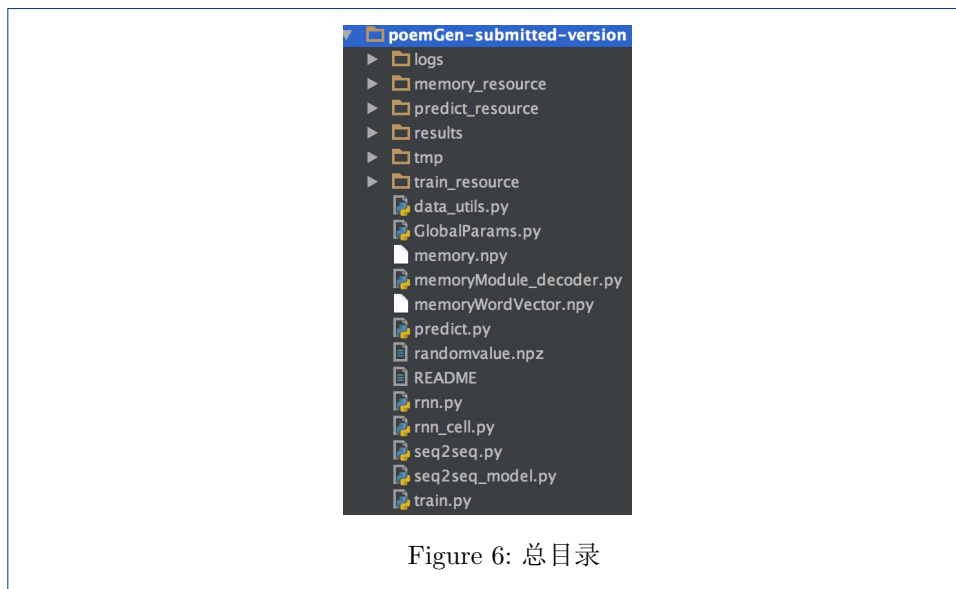 poemGen-submitted-version
logs
memory_resource
predict_resource
results
tmp
train_resource
data_utils.py
GlobalParams.py
memory.npy
memoryModule_decoder.py
memoryWordVector.npy
predict.py
randomvalue.npz
README
rnn.py
rnn_cell.py
seq2seq.py
seq2seq_model.py
train.py
Figure 6: 总目录